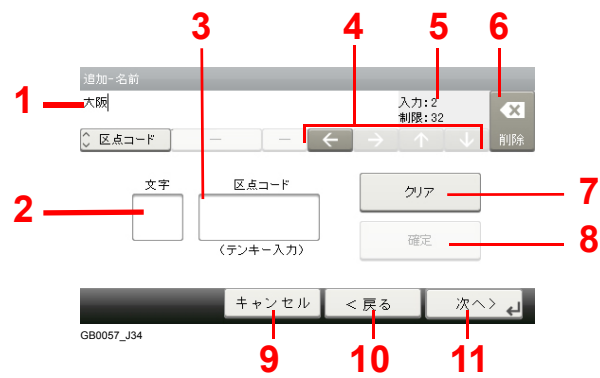 3
4
5
6
追加-名前
1
大阪
入力:2
制限:32
区点コード
－
－
←
→
↑
↓
削除
文字
区点コード
クリア
7
2
確定
8
(テンキー入力)
キャンセル
< 戻る
次へ >
GB0057_J34
9
10
11